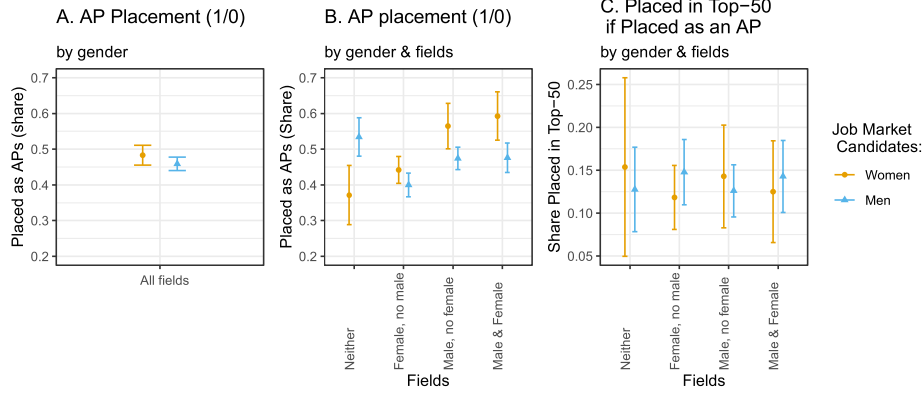 A. AP Placement (1/0)
by gender
Placed as APs (share)
0.7
0.6
0.5
0.4
0.3
0.2
All fields
B. AP placement (1/0)
by gender & fields
Placed as APs (Share)
0.7
0.6
0.5
0.4
0.3
0.2
Neither
Female, no male
Male, no female
Male & Female
Fields
C. Placed in Top−50
if Placed as an AP
by gender & fields
Share Placed in Top−50
0.25
0.20
0.15
0.10
0.05
Neither
Female, no male
Male, no female
Male & Female
Fields
Job Market
Candidates:
Women
Men